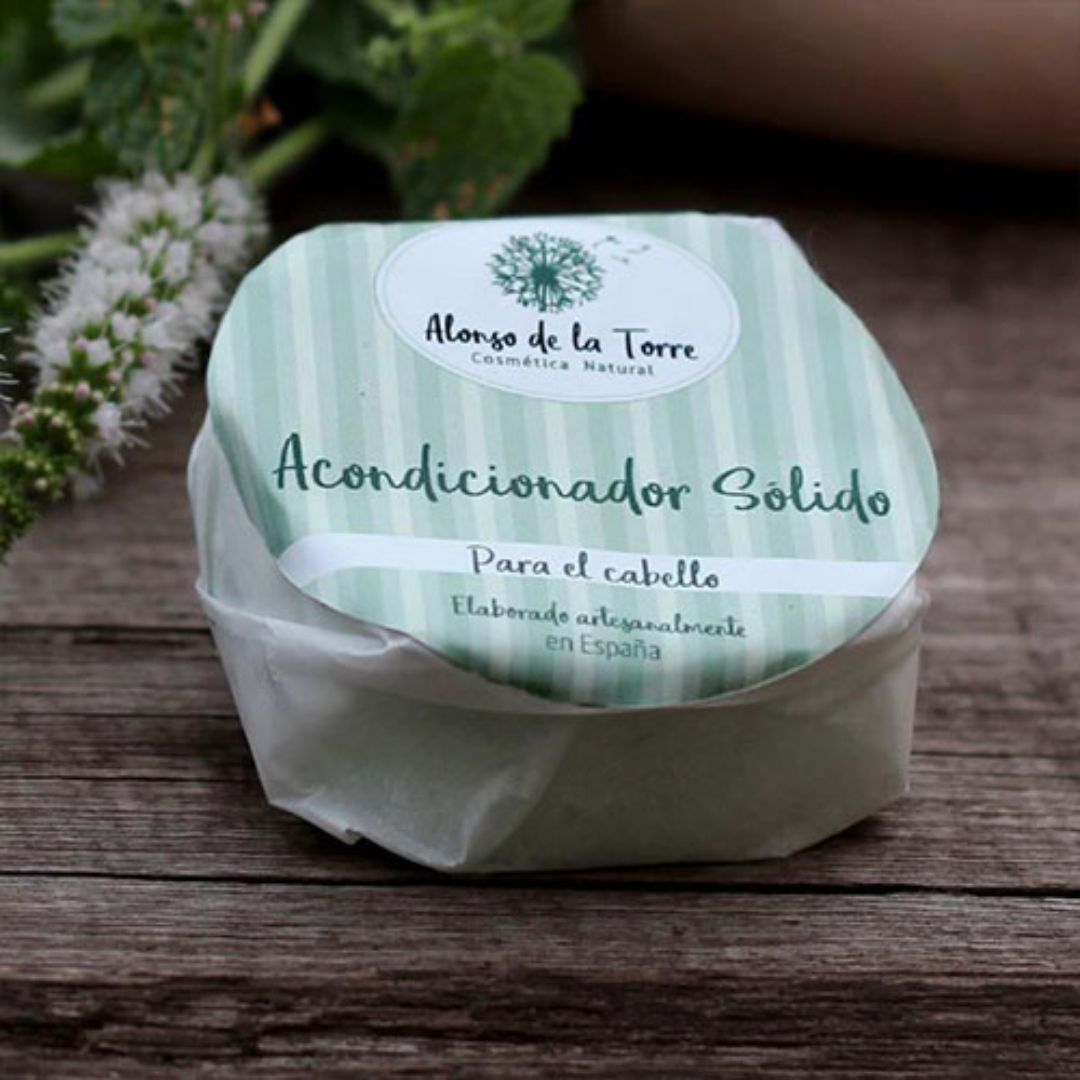 Alonso de la Torre
Cosmética Natural
Acondicionador Sólido
Para el cabello
Elaborado artesanalmente
en España